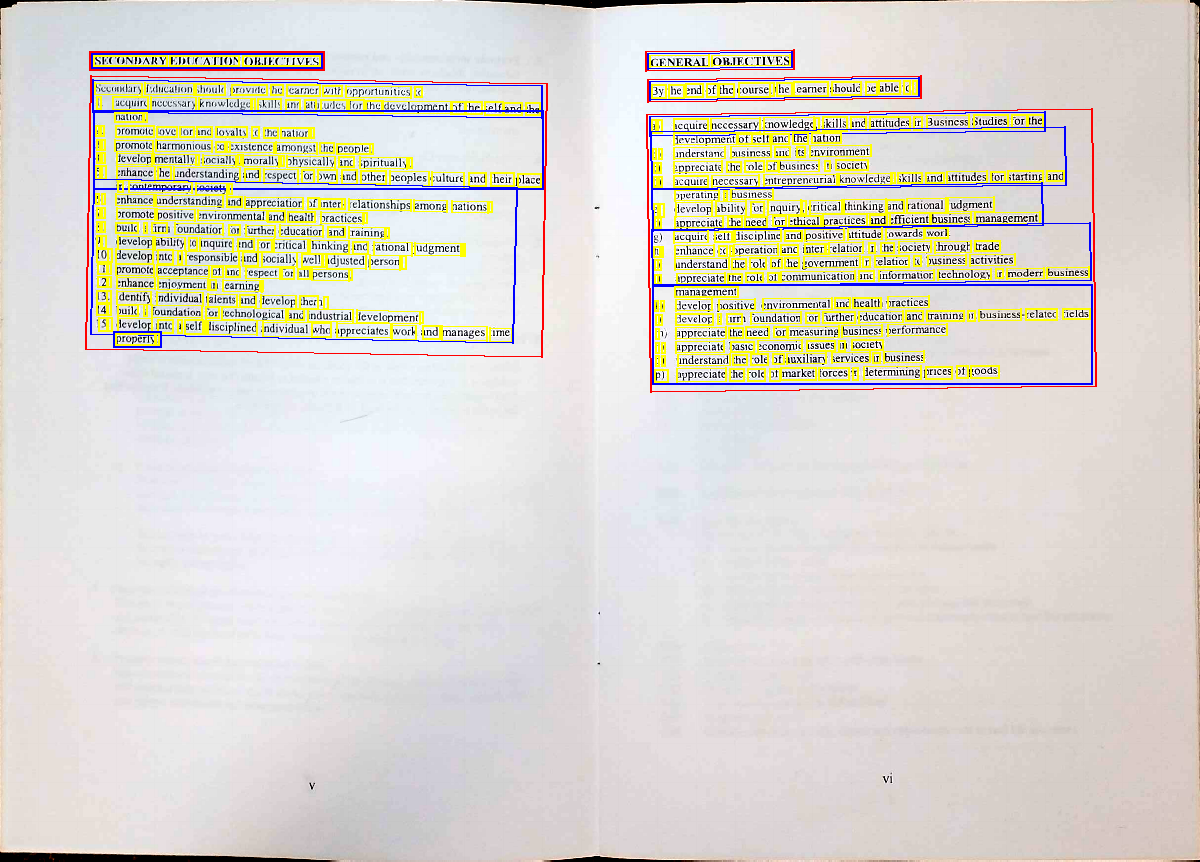 SECONDARY EDUCATION OBJECTIVES
Secondary Education should provide the learner with opportunities to
1. acquire necessary knowledge, skills and attitudes for the development of the self and the
nation.
2. promote love for and loyalty to the nation
3. promote harmonious co-existence amongst the people.
4. develop mentally, socially, morally, physically and spiritually.
5. enhance the understanding and respect for own and other peoples culture and their place
in contemporary society.
6. enhance understanding and appreciation of inter-relationships among nations
7. promote positive environmental and health practices
8. build a firm foundation for further education and training.
9. develop ability to inquire and for critical thinking and rational judgment
10. develop into a responsible and socially well adjusted person
11. promote acceptance of and respect for all persons.
12. enhance enjoyment in learning
13. identify individual talents and develop them
14. build a foundation for technological and industrial development
15. develop into a self disciplined individual who appreciates work and manages time
properly.
v
GENERAL OBJECTIVES
By the end of the course, the learner should be able to
a) acquire necessary knowledge, skills and attitudes in Business Studies for the
development of self and the nation
b) understand business and its environment
c) appreciate the role of business in society
d) acquire necessary entrepreneurial knowledge skills and attitudes for starting and
operating a business
e) develop ability for inquiry, critical thinking and rational judgment
f) appreciate the need for ethical practices and efficient business management
g) acquire self discipline and positive attitude towards work
h) enhance co-operation and inter-relation in the society through trade
i) understand the role of the government in relation to business activities
j) appreciate the role of communication and information technology in modern business
management
k) develop positive environmental and health practices
l) develop a firm foundation for further education and training in business-related fields
m) appreciate the need for measuring business performance
n) appreciate basic economic issues in society
o) understand the role of auxiliary services in business
p) appreciate the role of market forces in determining prices of goods
vi